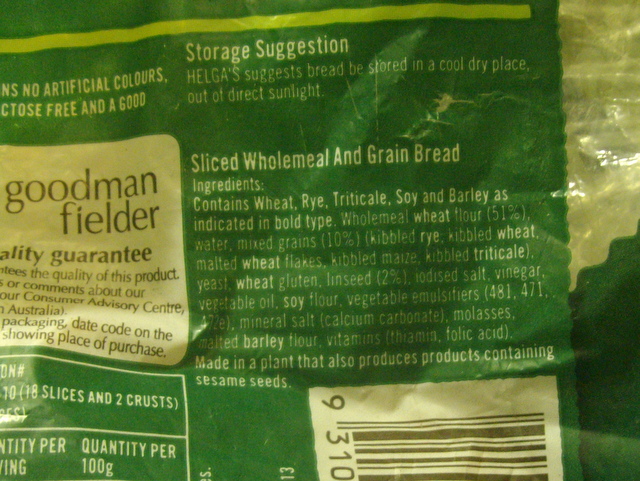 NS NO ARTIFICIAL COLOURS,
CTOSE FREE AND A GOOD
Storage Suggestion
HELGA'S suggests bread be stored in a cool dry place,
out of direct sunlight.
goodman
fielder
ality guarantee
ntees the quality of this product.
s or comments about our
our Consumer Advisory Centre,
n Australia).
packaging, date code on the
showing place of purchase.
Sliced Wholemeal And Grain Bread
Ingredients:
Contains Wheat, Rye, Triticale, Soy and Barley as
indicated in bold type. Wholemeal wheat flour (51%),
water, mixed grains (10%) (kibbled rye, kibbled wheat,
malted wheat flakes, kibbled maize, kibbled triticale),
yeast, wheat gluten, linseed (2%), iodised salt, vinegar,
vegetable oil, soy flour, vegetable emulsifiers (481, 471,
472e), mineral salt (calcium carbonate), molasses,
malted barley flour, vitamins (thiamin, folic acid).
Made in a plant that also produces products containing
sesame seeds.
ON#
10 (18 SLICES AND 2 CRUSTS)
NTITY PER
ING
QUANTITY PER
100g
es.
13
9 310